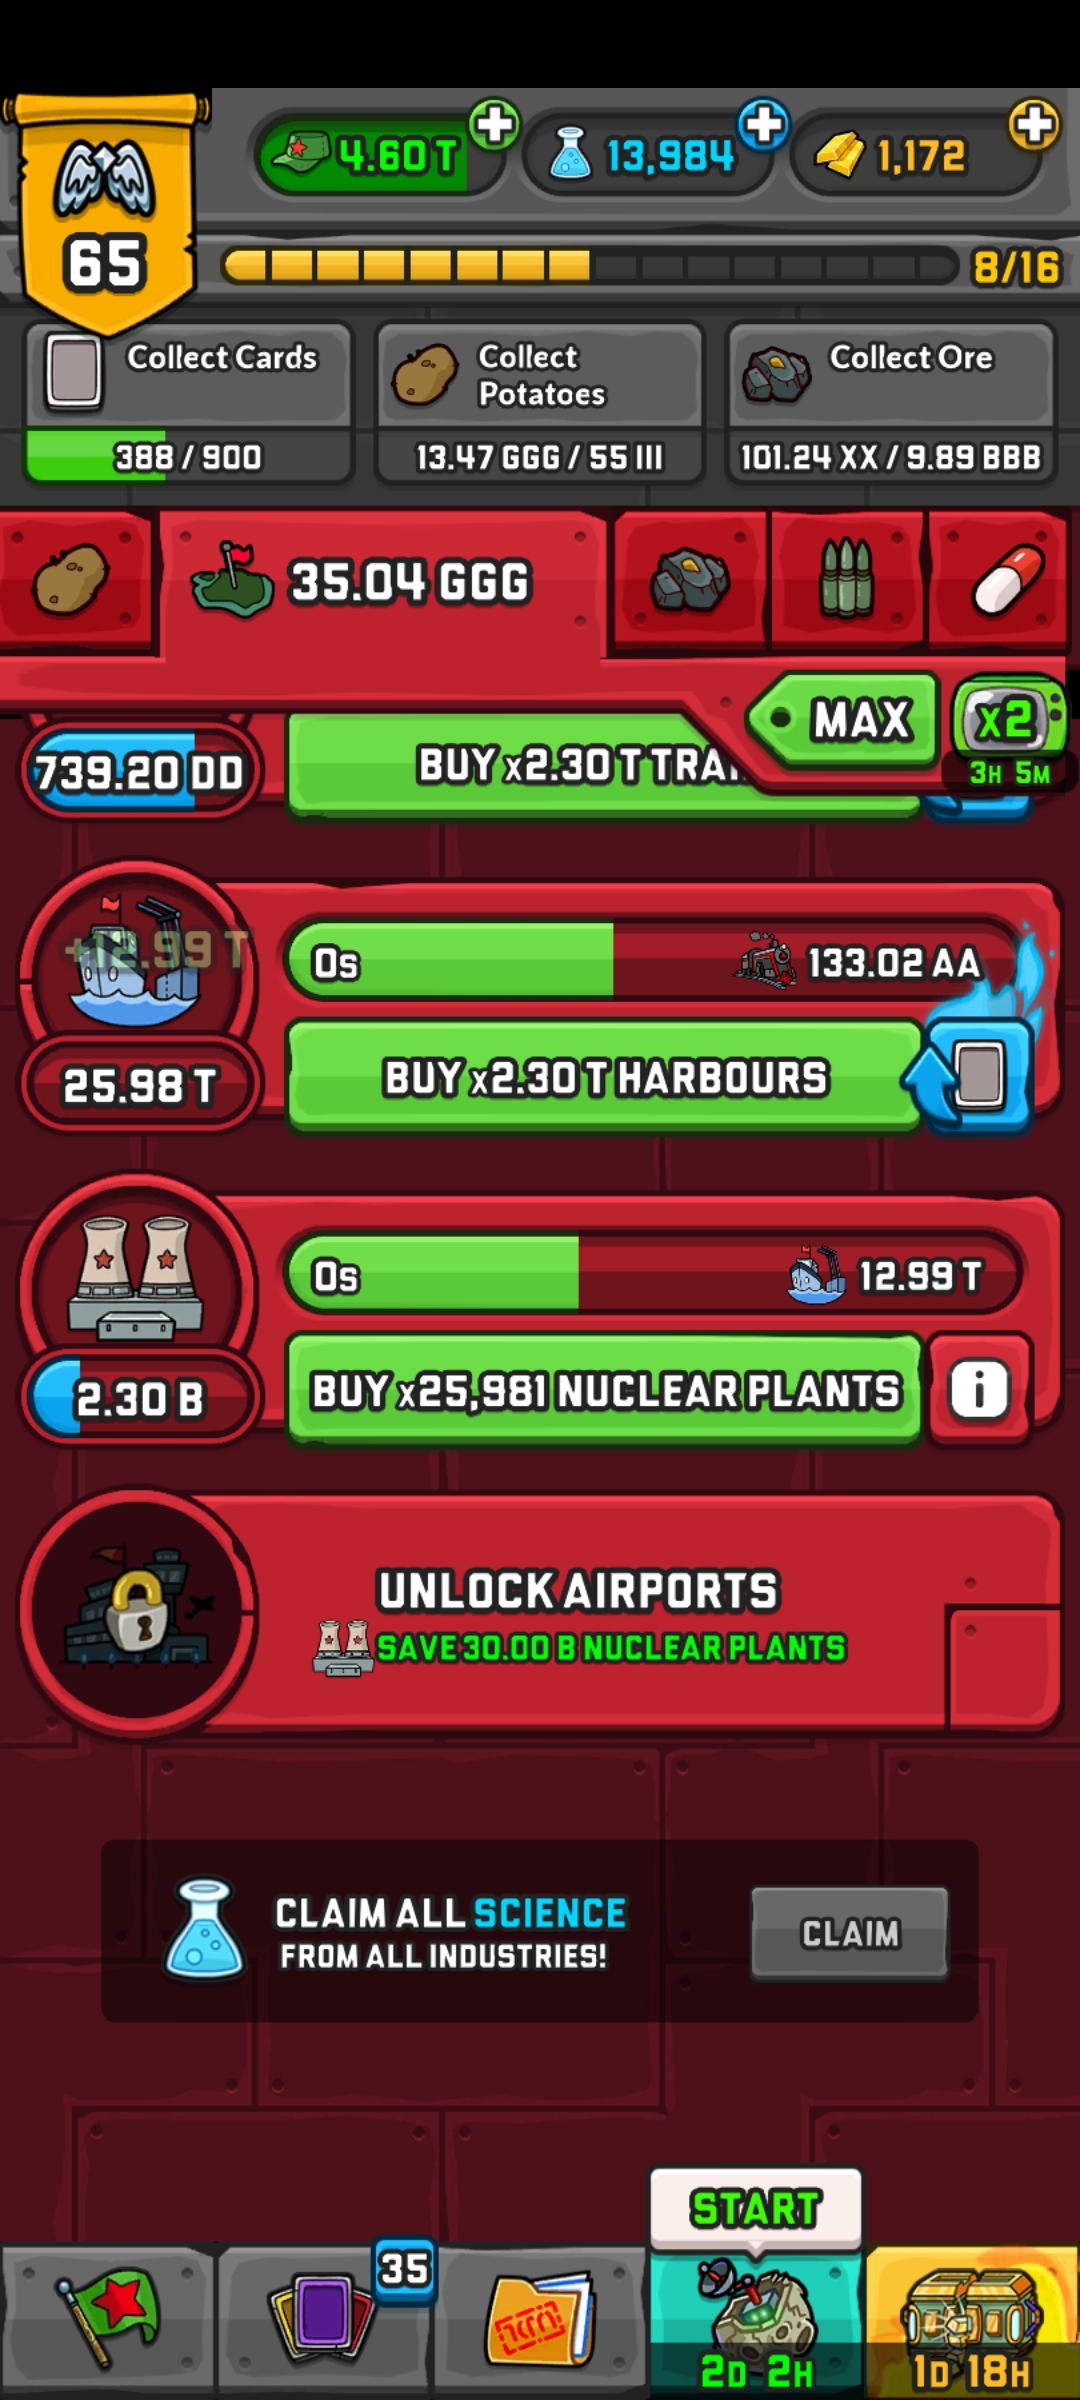 4.60 T
13,984
1,172
65
8/16
Collect Cards
388 / 900
Collect
Potatoes
13.47 GGG / 55 III
Collect Ore
101.24 XX / 9.89 BBB
35.04 GGG
MAX
X2
3H 5M
739.20 DD
BUY x2.30 T
+12.99 T
0s
133.02 AA
25.98 T
BUY x2.30 T HARBOURS
0s
12.99 T
2.30 B
BUY x25,981 NUCLEAR PLANTS
i
UNLOCK AIRPORTS
SAVE 30.00 B NUCLEAR PLANTS
CLAIM ALL SCIENCE
FROM ALL INDUSTRIES!
CLAIM
START
35
2D 2H
1D 18H